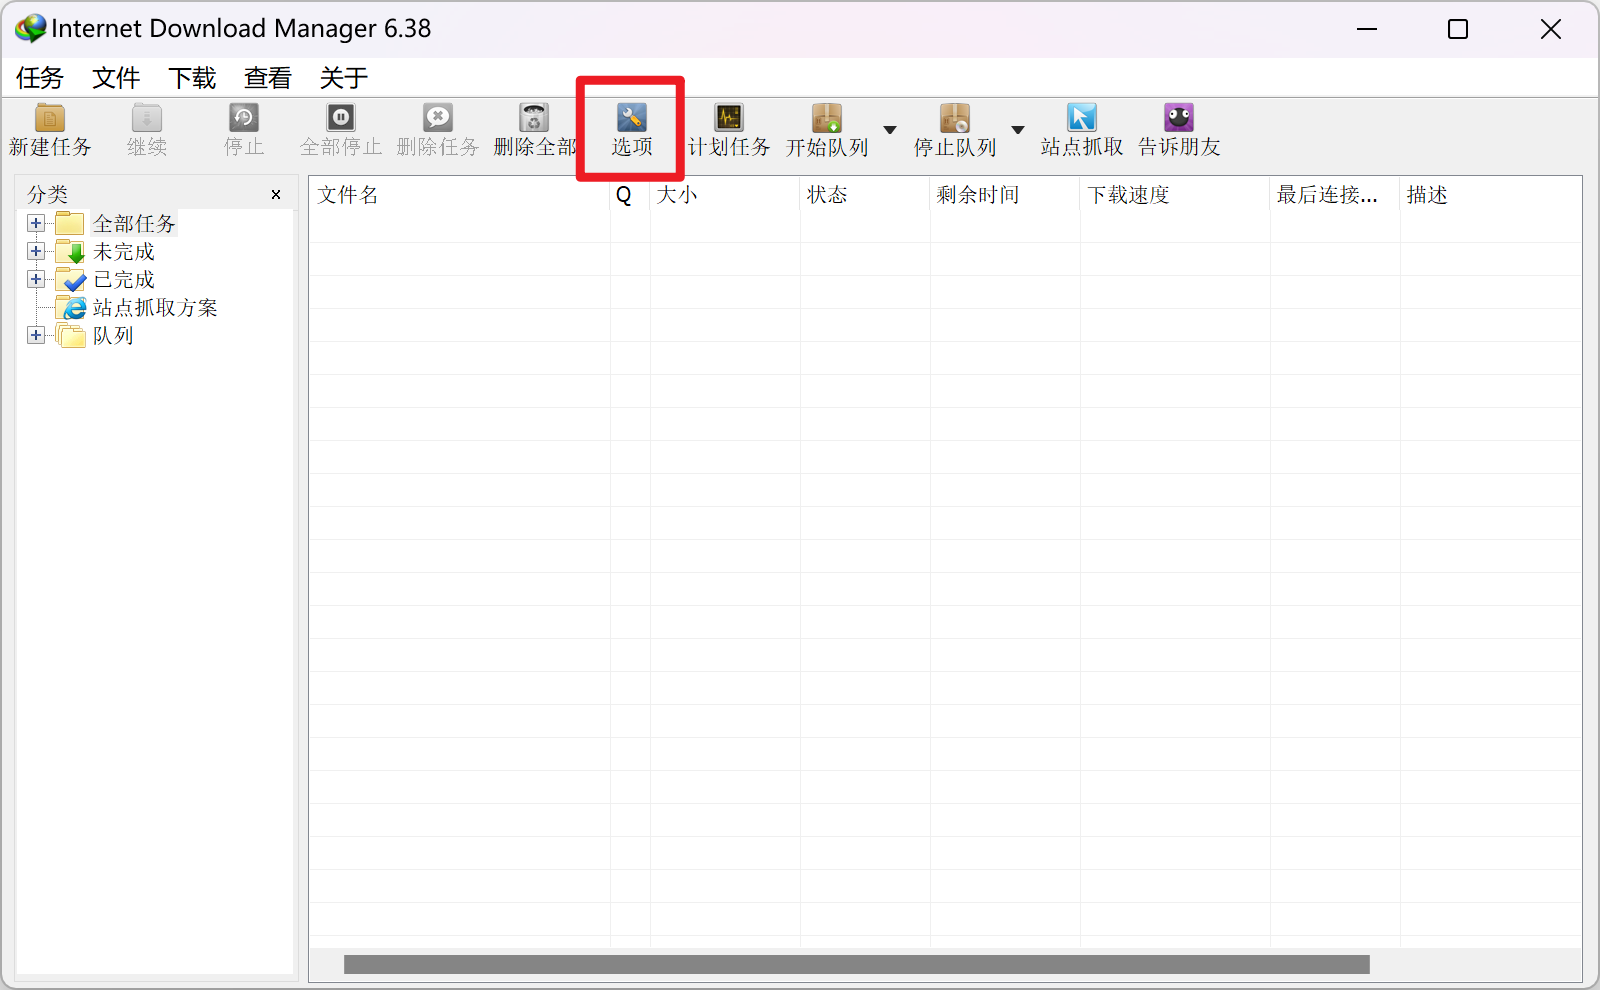 Internet Download Manager 6.38
任务 文件 下载 查看 关于
新建任务 继续 停止 全部停止 删除任务 删除全部 选项 计划任务 开始队列 停止队列 站点抓取 告诉朋友
分类 x
文件名 Q 大小 状态 剩余时间 下载速度 最后连接... 描述
全部任务
未完成
已完成
站点抓取方案
队列